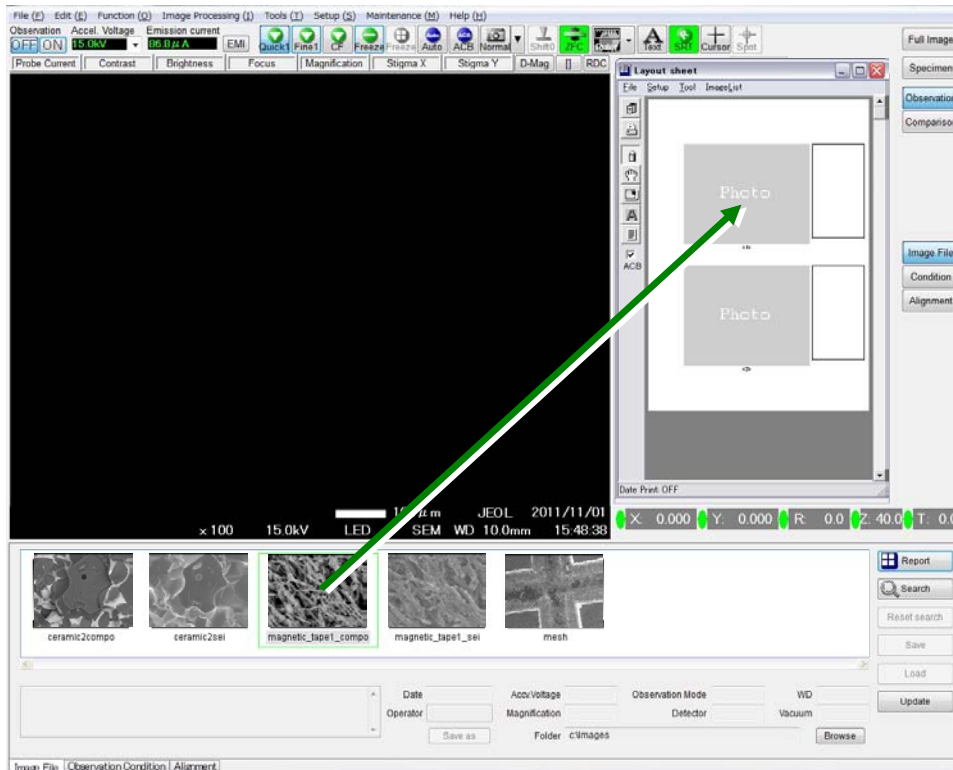 File (F) Edit (E) Function (O) Image Processing (I) Tools (T) Setup (S) Maintenance (M) Help (H)
Observation Accel. Voltage Emission current
OFF ON 15.0kV 86.8μA EMI Quick1 Fine1 CF Freeze Freeze Auto ACB Normal Shift0 ZFC Ruler Text SRT Cursor Spot
Full Image
Probe Current Contrast Brightness Focus Magnification Stigma X Stigma Y D-Mag [] RDC
Specimen
Layout sheet
File Setup Tool ImageList
Observation
Comparison
Photo
ACB
Image File
Condition
Alignment
Photo
Date Print: OFF
μm JEOL 2011/11/01
×100 15.0kV LED SEM WD 10.0mm 15:48:38
X: 0.000 Y: 0.000 R: 0.0 Z: 40.0 T: 0.0
Report
Search
ceramic2compo ceramic2sei magnetic_tape1_compo magnetic_tape1_sei mesh
Reset search
Save
Load
Update
Date Accv.Voltage Observation Mode WD
Operator Magnification Detector Vacuum
Save as Folder c:\images Browse
Image File Observation Condition Alignment